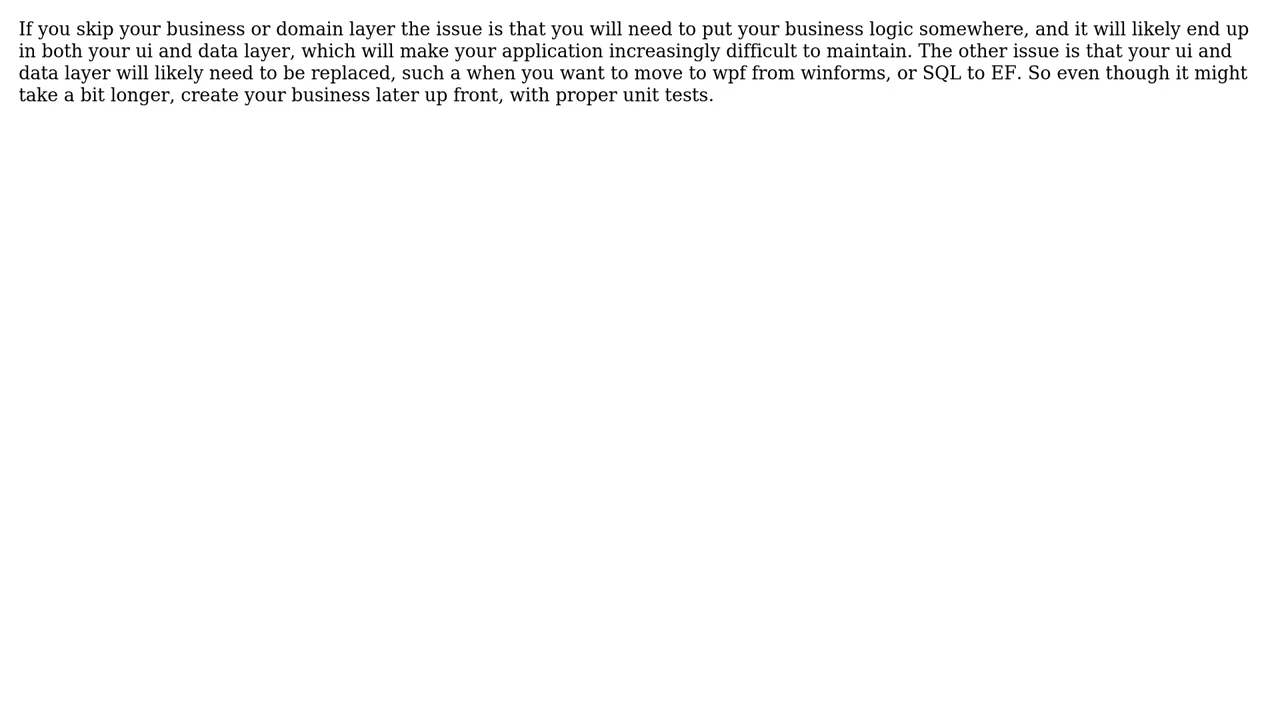 If you skip your business or domain layer the issue is that you will need to put your business logic somewhere, and it will likely end up
in both your ui and data layer, which will make your application increasingly difficult to maintain. The other issue is that your ui and
data layer will likely need to be replaced, such a when you want to move to wpf from winforms, or SQL to EF. So even though it might
take a bit longer, create your business later up front, with proper unit tests.